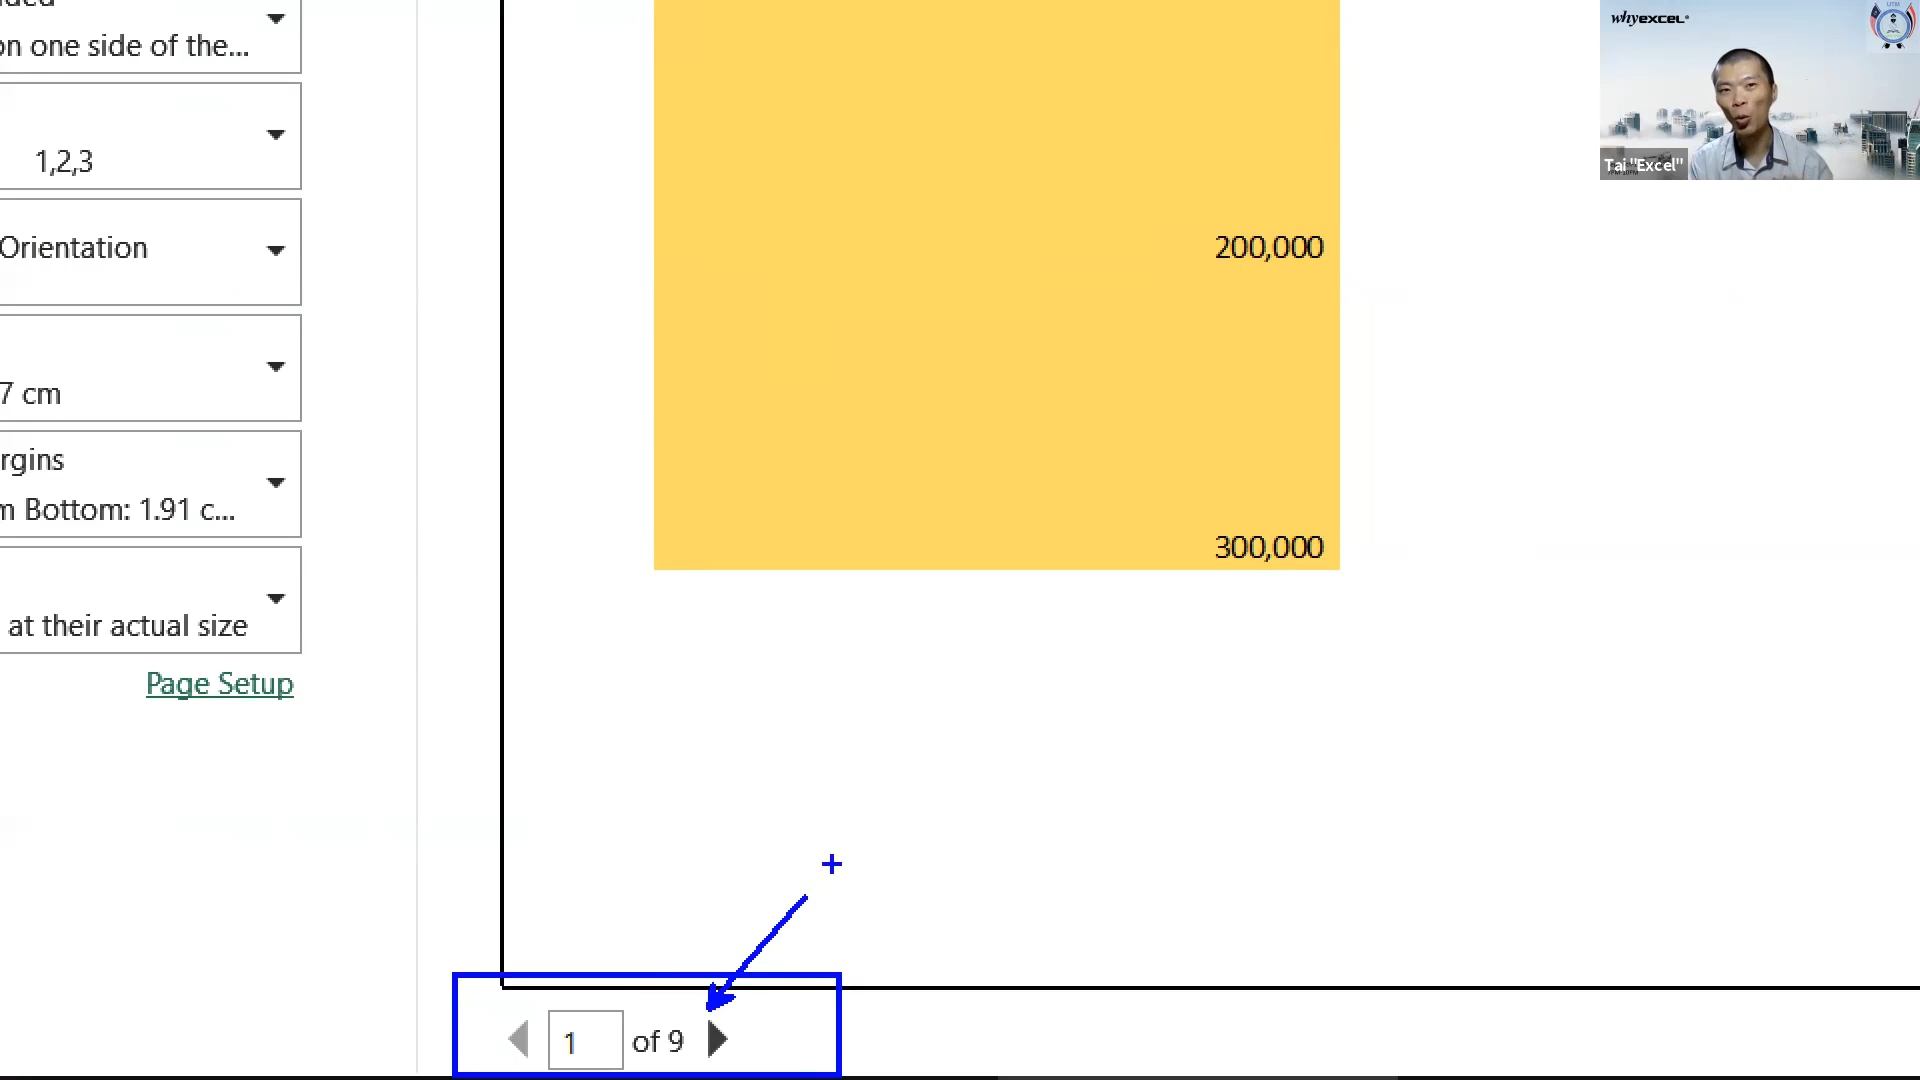 on one side of the...
1,2,3
Orientation
7 cm
rgins
m Bottom: 1.91 c...
at their actual size
Page Setup
200,000
300,000
1 of 9
whyEXCEL®
UTM
Tai "Excel"